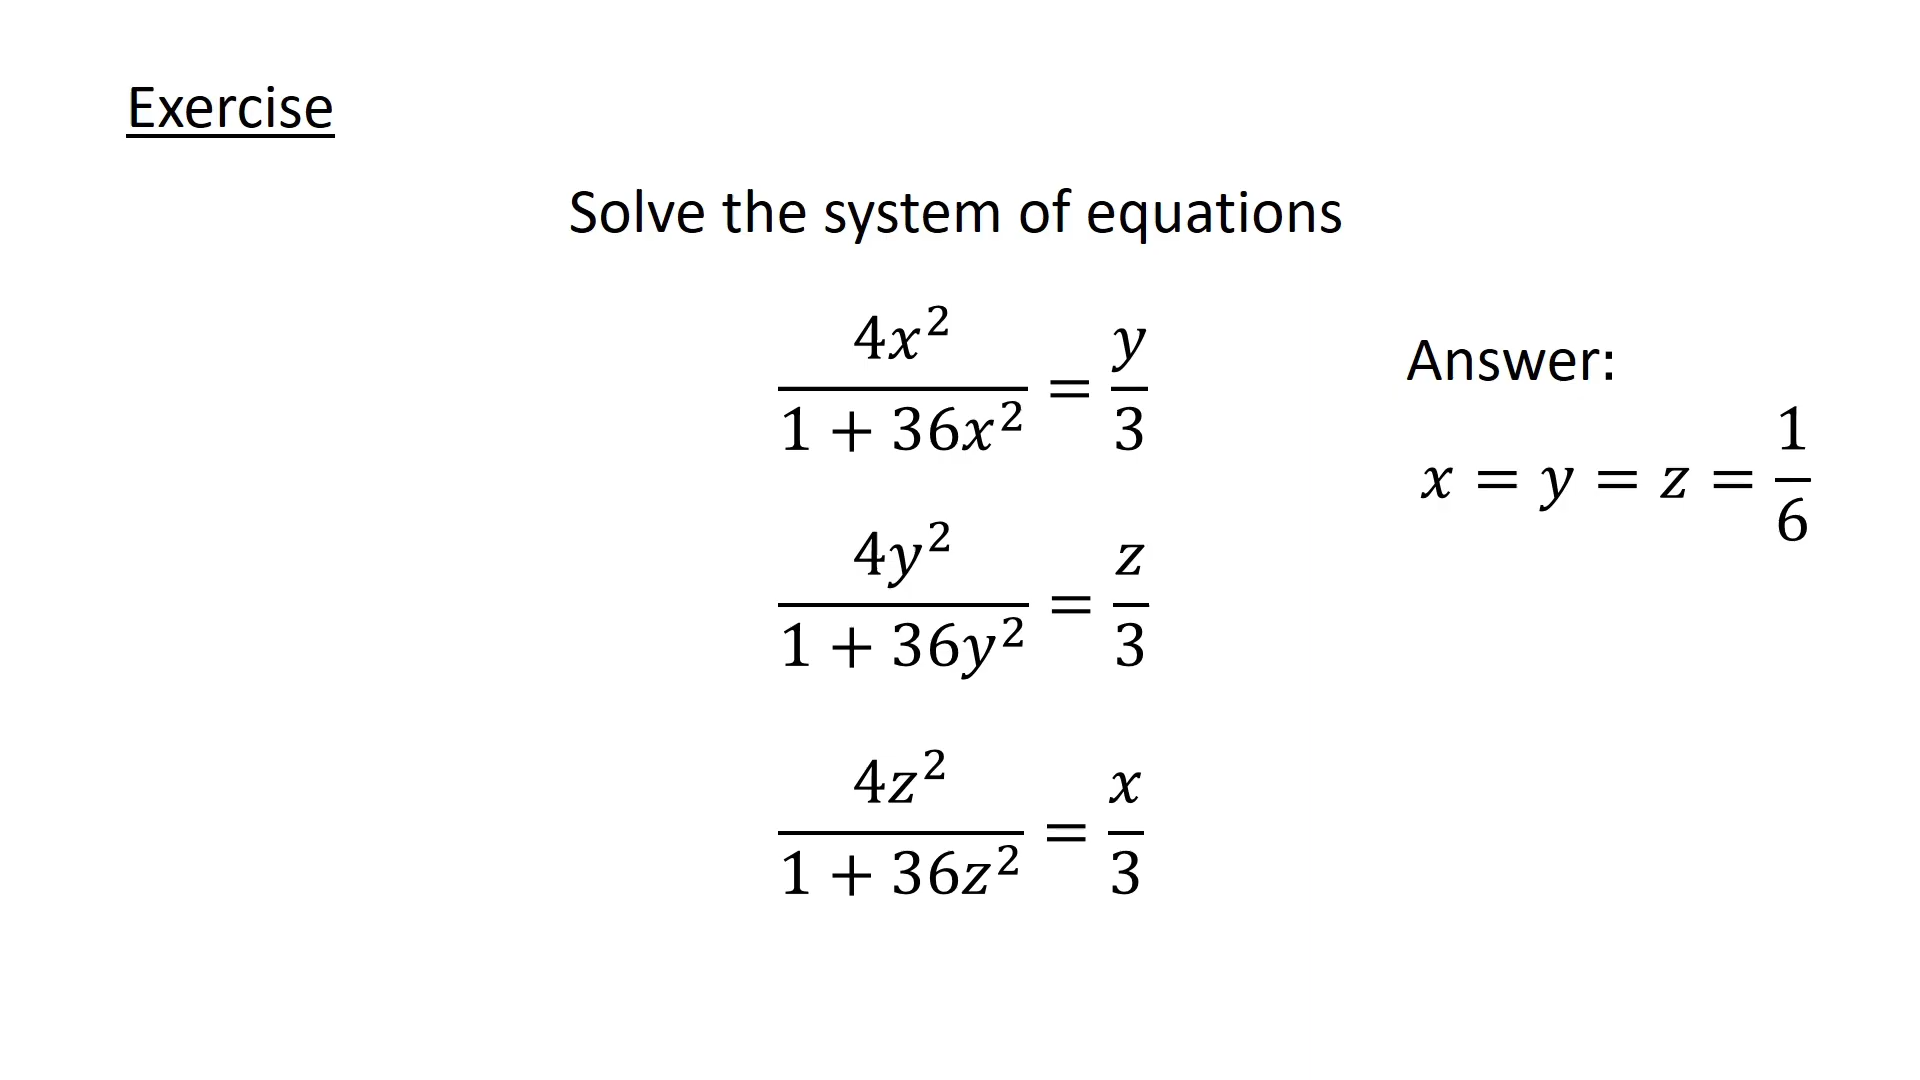 Exercise
Solve the system of equations
4x²/(1 + 36x²) = y/3
Answer:
x = y = z = 1/6
4y²/(1 + 36y²) = z/3
4z²/(1 + 36z²) = x/3